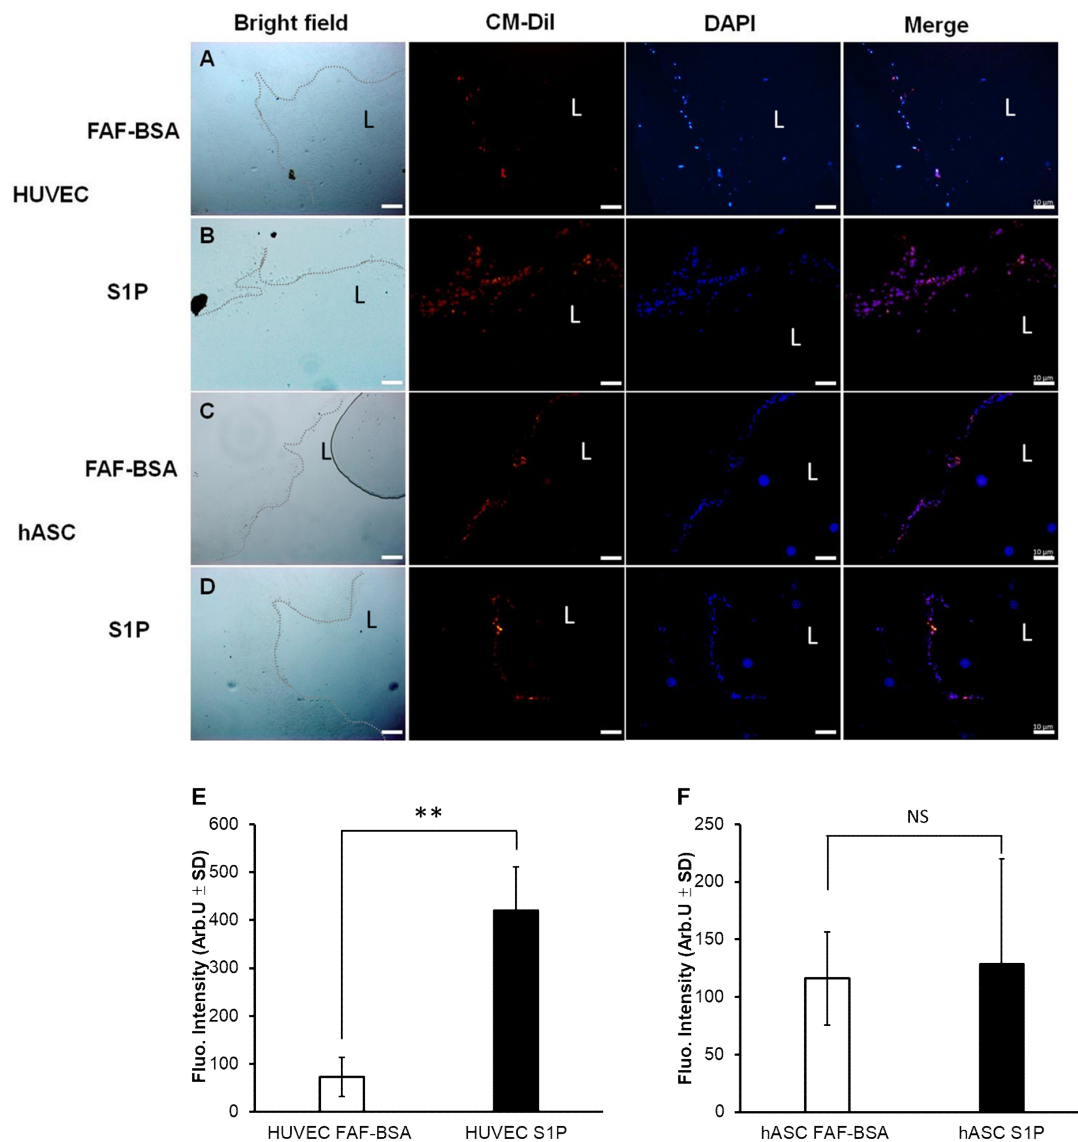 Bright field CM-DiI DAPI Merge
A
FAF-BSA
L L L L
HUVEC
10 µm
B
S1P
L L L L
10 µm
C
FAF-BSA
L L L L
hASC
10 µm
D
S1P
L L L L
10 µm
E
**
Fluo. Intensity (Arb.U ± SD)
600
500
400
300
200
100
0
HUVEC FAF-BSA HUVEC S1P
F
NS
Fluo. Intensity (Arb.U ± SD)
250
200
150
100
50
0
hASC FAF-BSA hASC S1P